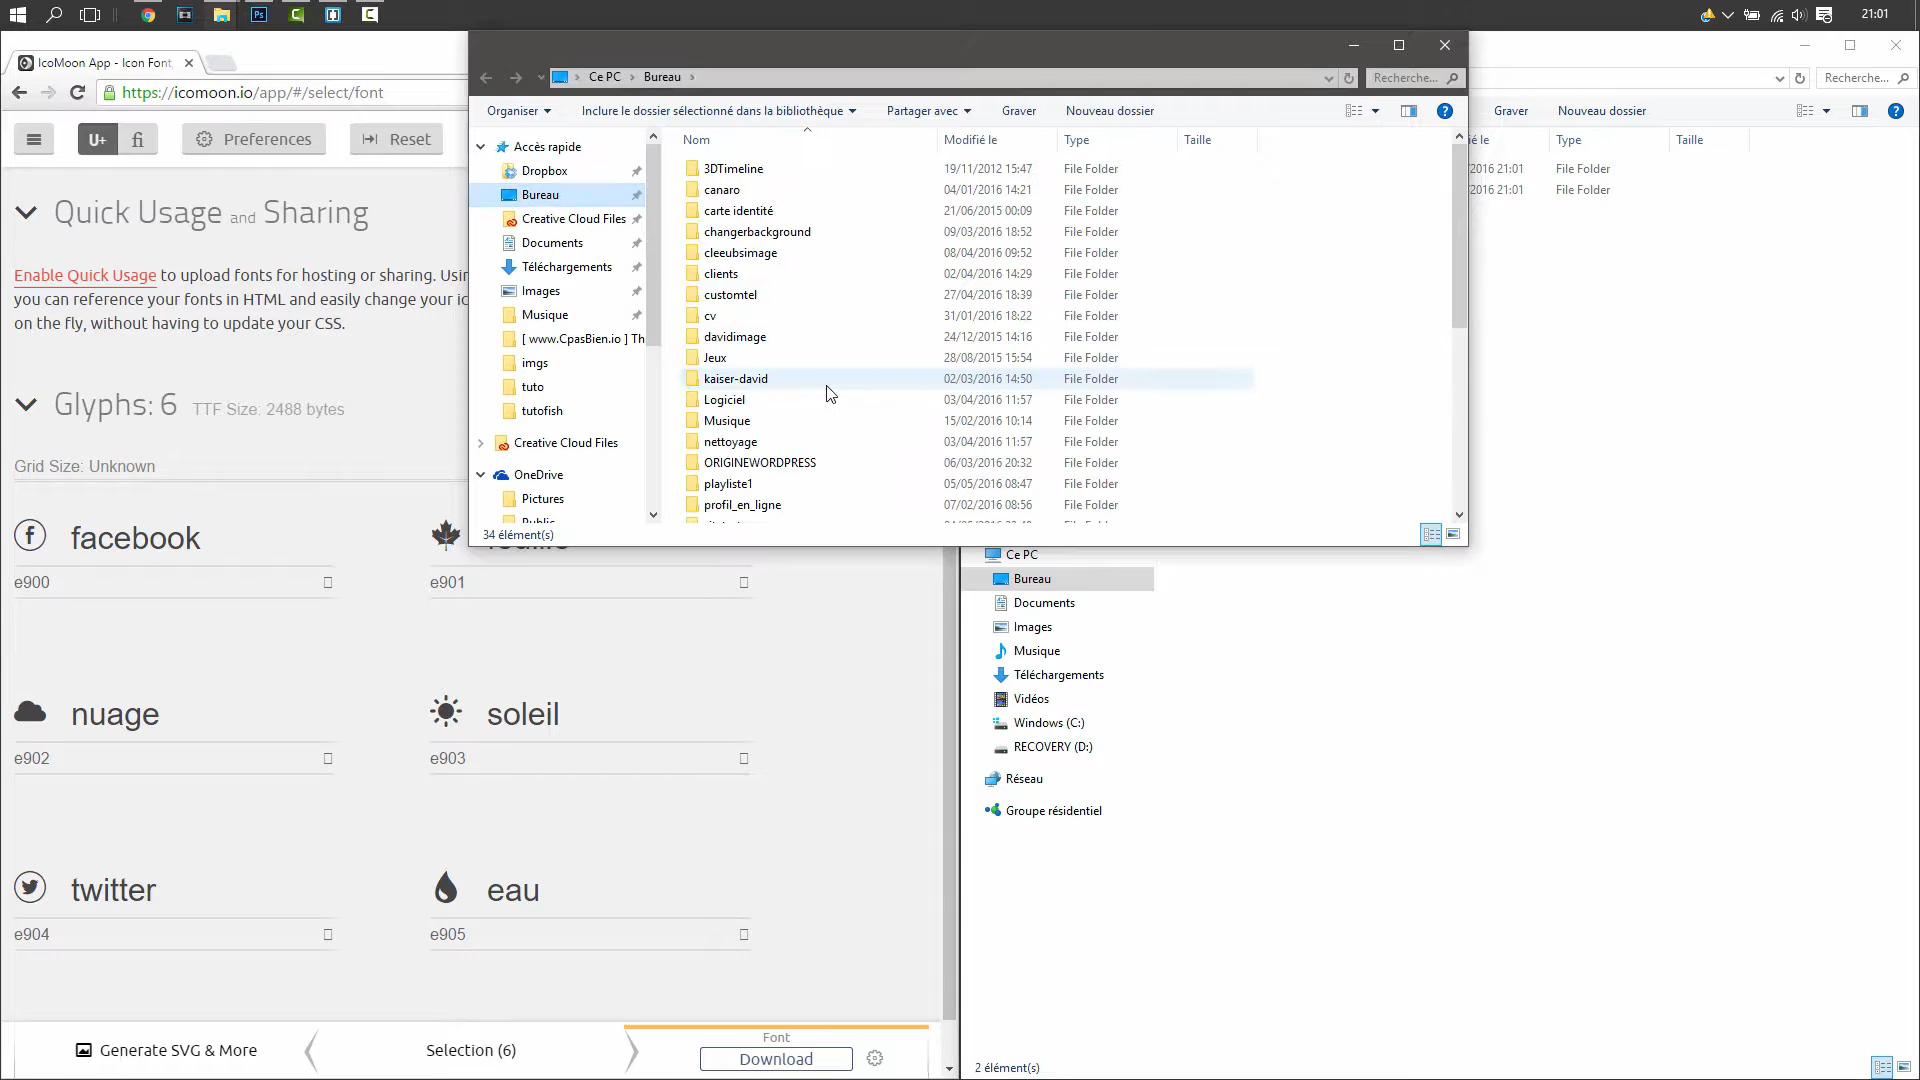 21:01
IcoMoon App - Icon Font
https://icomoon.io/app/#/select/font
U+
fi
Preferences
Reset
Quick Usage and Sharing
Enable Quick Usage to upload fonts for hosting or sharing.
you can reference your fonts in HTML and easily change your
on the fly, without having to update your CSS.
Glyphs: 6 TTF Size: 2488 bytes
Grid Size: Unknown
facebook
e900
e901
nuage
e902
soleil
e903
twitter
e904
eau
e905
Generate SVG & More
Selection (6)
Font
Download
Ce PC
Bureau
Recherche...
Organiser
Inclure le dossier sélectionné dans la bibliothèque
Partager avec
Graver
Nouveau dossier
Accès rapide
Dropbox
Bureau
Creative Cloud Files
Documents
Téléchargements
Images
Musique
[ www.CpasBien.io ] Th
imgs
tuto
tutofish
Creative Cloud Files
OneDrive
Pictures
Nom Modifié le Type Taille
3DTimeline 19/11/2012 15:47 File Folder
canaro 04/01/2016 14:21 File Folder
carte identité 21/06/2015 00:09 File Folder
changerbackground 09/03/2016 18:52 File Folder
cleeubsimage 08/04/2016 09:52 File Folder
clients 02/04/2016 14:29 File Folder
customtel 27/04/2016 18:39 File Folder
cv 31/01/2016 18:22 File Folder
davidimage 24/12/2015 14:16 File Folder
Jeux 28/08/2015 15:54 File Folder
kaiser-david 02/03/2016 14:50 File Folder
Logiciel 03/04/2016 11:57 File Folder
Musique 15/02/2016 10:14 File Folder
nettoyage 03/04/2016 11:57 File Folder
ORIGINEWORDPRESS 06/03/2016 20:32 File Folder
playliste1 05/05/2016 08:47 File Folder
profil_en_ligne 07/02/2016 08:56 File Folder
34 élément(s)
Recherche...
Graver
Nouveau dossier
é le Type Taille
/2016 21:01 File Folder
/2016 21:01 File Folder
Ce PC
Bureau
Documents
Images
Musique
Téléchargements
Vidéos
Windows (C:)
RECOVERY (D:)
Réseau
Groupe résidentiel
2 élément(s)